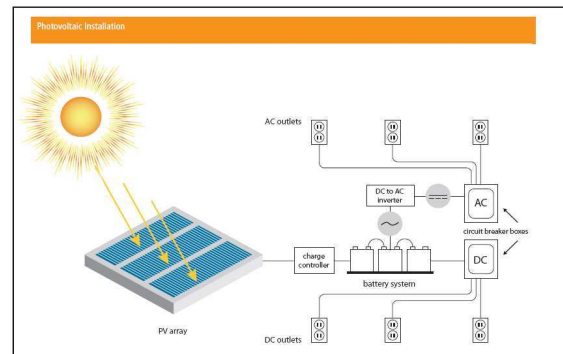 Photovoltaic Installation
AC outlets
DC to AC
inverter
AC
circuit breaker boxes
charge
controller
DC
battery system
PV array
DC outlets